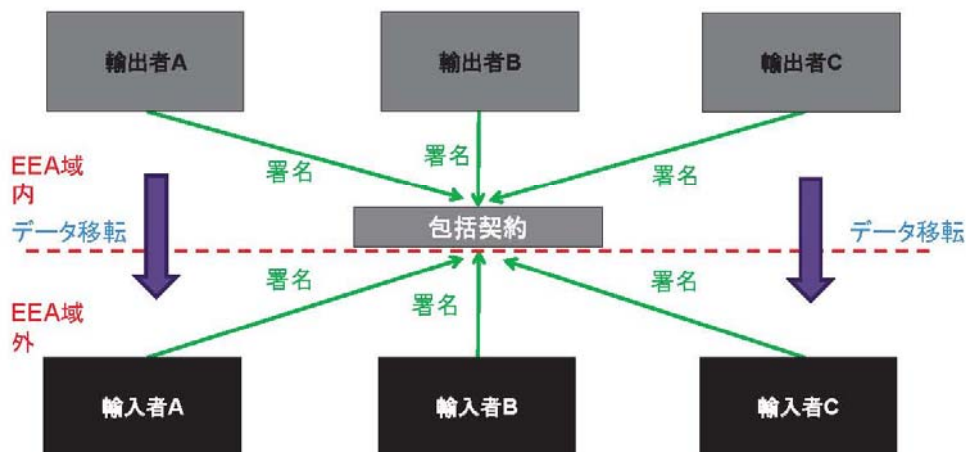 輸出者A
輸出者B
輸出者C
署名
署名
署名
EEA域
内
データ移転
包括契約
データ移転
署名
署名
署名
EEA域
外
輸入者A
輸入者B
輸入者C